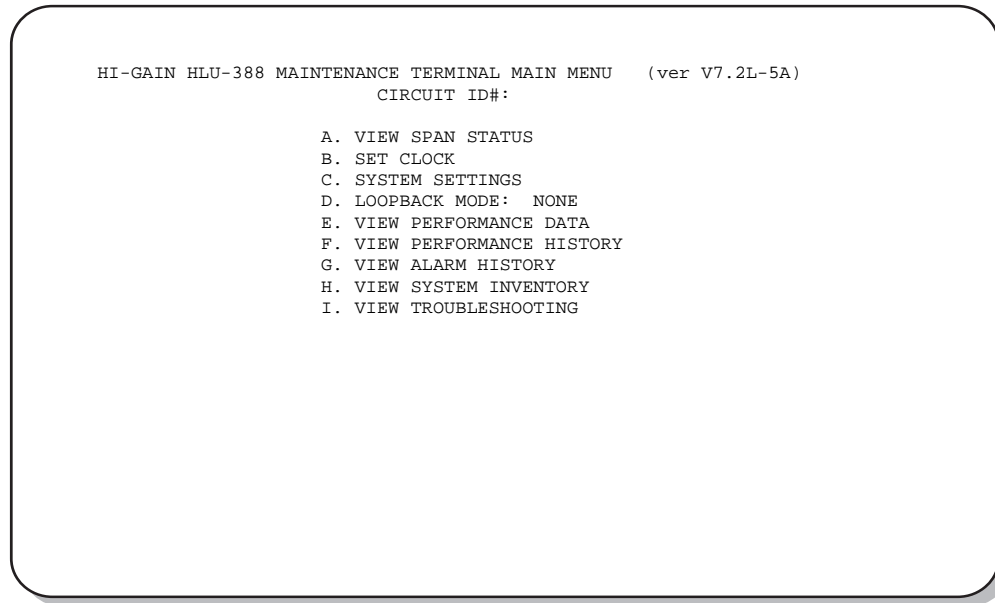 HI-GAIN HLU-388 MAINTENANCE TERMINAL MAIN MENU (ver V7.2L-5A)
CIRCUIT ID#:
A. VIEW SPAN STATUS
B. SET CLOCK
C. SYSTEM SETTINGS
D. LOOPBACK MODE: NONE
E. VIEW PERFORMANCE DATA
F. VIEW PERFORMANCE HISTORY
G. VIEW ALARM HISTORY
H. VIEW SYSTEM INVENTORY
I. VIEW TROUBLESHOOTING